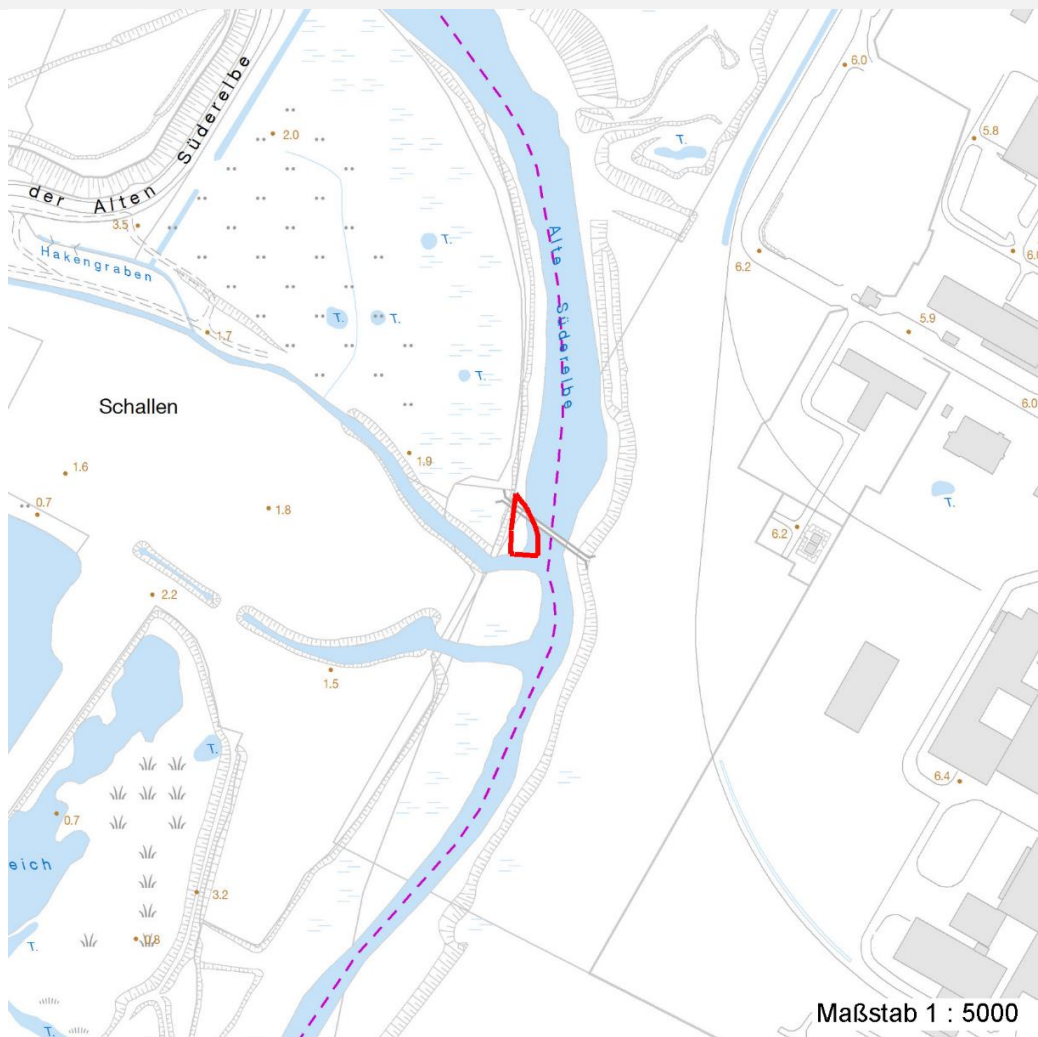 6.0
T.
5.8
der Alten Süderelbe
2.0
3.5
Hakengraben
T.
6.2
6.0
Alte Süderelbe
T.
T.
1.7
5.9
T.
6.0
Schallen
1.9
1.6
T.
0.7
1.8
6.2
2.2
1.5
T.
6.4
0.7
eich
3.2
0.8
T.
T.
Maßstab 1 : 5000